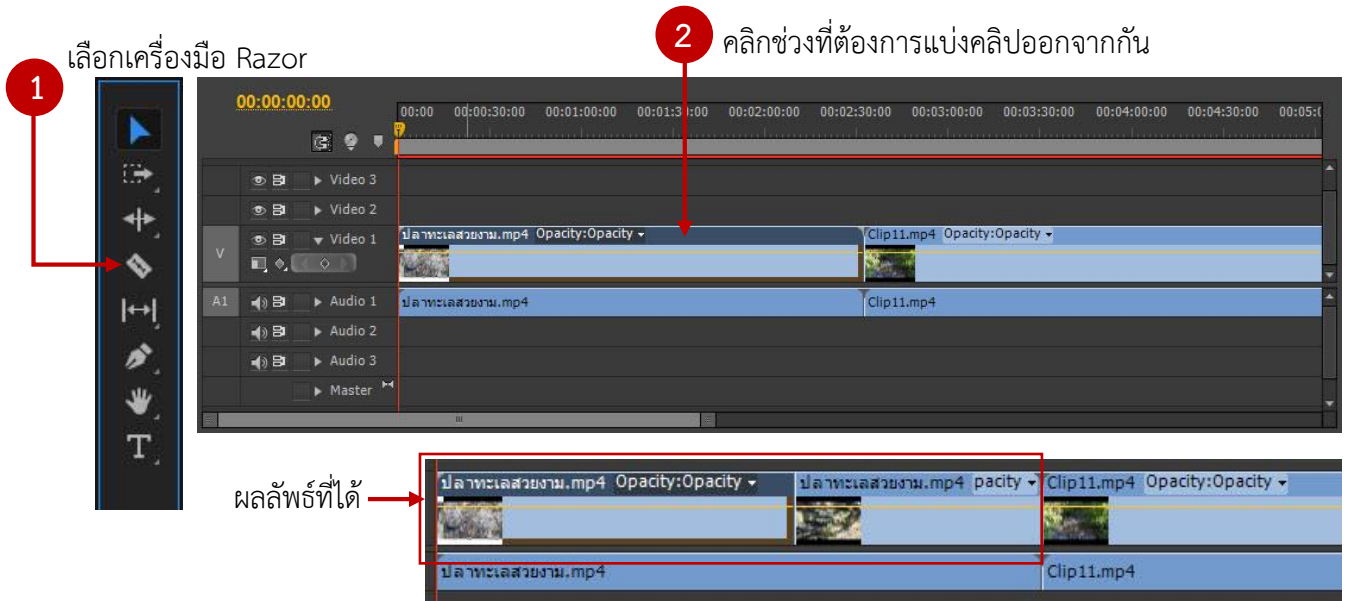 2 คลิกช่วงที่ต้องการแบ่งคลิปออกจากกัน
เลือกเครื่องมือ Razor
1
00:00:00:00
00:00 00:00:30:00 00:01:00:00 00:01:30:00 00:02:00:00 00:02:30:00 00:03:00:00 00:03:30:00 00:04:00:00 00:04:30:00 00:05:0
Video 3
Video 2
V Video 1 ปลาทะเลสวยงาม.mp4 Opacity:Opacity Clip11.mp4 Opacity:Opacity
A1 Audio 1 ปลาทะเลสวยงาม.mp4 Clip11.mp4
Audio 2
Audio 3
Master
T
ผลลัพธ์ที่ได้
ปลาทะเลสวยงาม.mp4 Opacity:Opacity ปลาทะเลสวยงาม.mp4 pacity Clip11.mp4 Opacity:Opacity
ปลาทะเลสวยงาม.mp4 Clip11.mp4